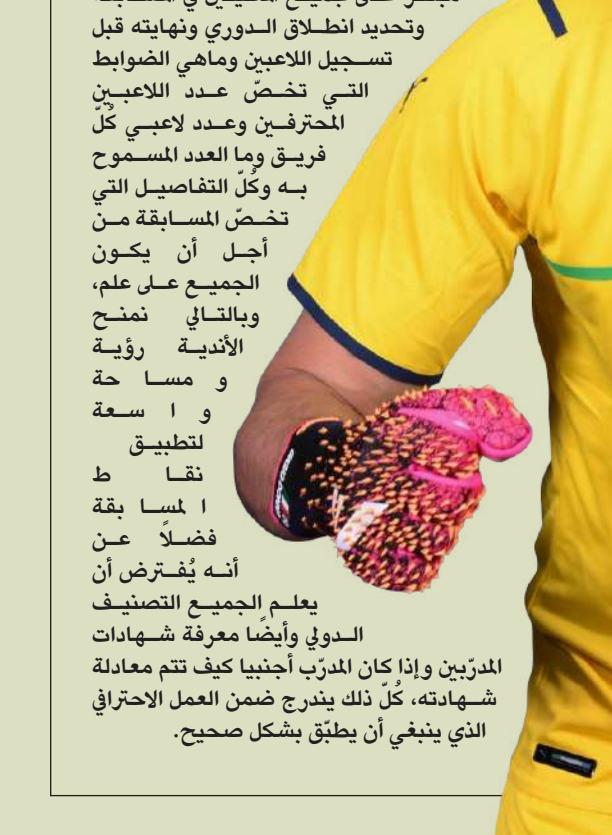 وتحديد انطلاق الدوري ونهايته قبل
تسجيل اللاعبين وماهي الضوابط
التي تخصّ عدد اللاعبين
المحترفين وعدد لاعبي كُلّ
فريق وما العدد المسموح
به وكُلّ التفاصيل التي
تخصّ المسابقة من
أجل أن يكون
الجميع على علم،
وبالتالي نمنح
الأندية رؤية
و مسا حة
و ا سعة
لتطبيق
نقا ط
ا لمسا بقة
فضلاً عن
أنه يُفترض أن
يعلم الجميع التصنيف
الدولي وأيضًا معرفة شهادات
المدرّبين وإذا كان المدرّب أجنبيا كيف تتم معادلة
شهادته، كُلّ ذلك يندرج ضمن العمل الاحترافي
الذي ينبغي أن يطبّق بشكل صحيح.